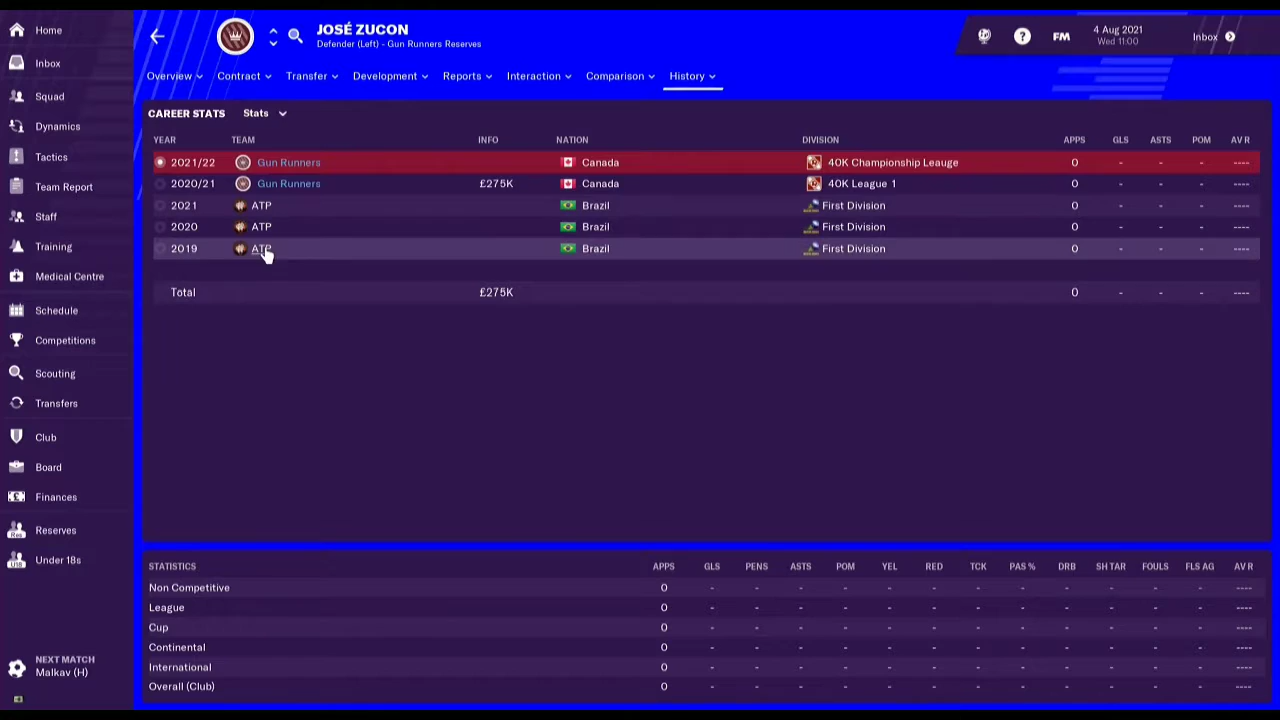 Home
Inbox
Squad
Dynamics
Tactics
Team Report
Staff
Training
Medical Centre
Schedule
Competitions
Scouting
Transfers
Club
Board
Finances
Reserves
Under 18s
NEXT MATCH
Malkav (H)
JOSÉ ZUCON
Defender (Left) - Gun Runners Reserves
? FM 4 Aug 2021 Inbox
Wed 11:00
Overview Contract Transfer Development Reports Interaction Comparison History
CAREER STATS Stats
YEAR TEAM INFO NATION DIVISION APPS GLS ASTS POM AV R
2021/22 Gun Runners Canada 40K Championship Leauge 0 - - - ----
2020/21 Gun Runners £275K Canada 40K League 1 0 - - - ----
2021 ATP Brazil First Division 0 - - - ----
2020 ATP Brazil First Division 0 - - - ----
2019 ATP Brazil First Division 0 - - - ----
Total £275K 0 - - - ----
STATISTICS APPS GLS PENS ASTS POM YEL RED TCK PAS % DRB SH TAR FOULS FLS AG AV R
Non Competitive 0 - - - - - - - - - - - - ----
League 0 - - - - - - - - - - - - ----
Cup 0 - - - - - - - - - - - - ----
Continental 0 - - - - - - - - - - - - ----
International 0 - - - - - - - - - - - - ----
Overall (Club) 0 - - - - - - - - - - - - ----